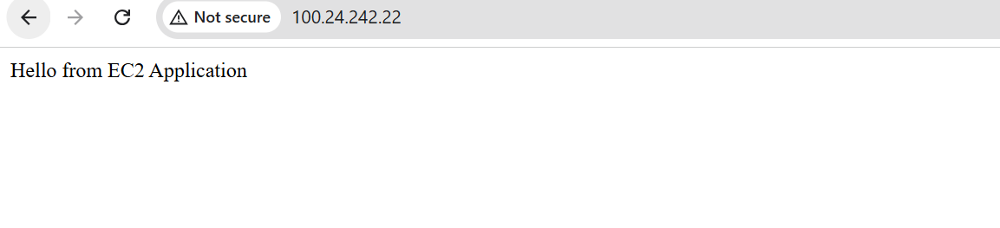 Not secure 100.24.242.22
Hello from EC2 Application